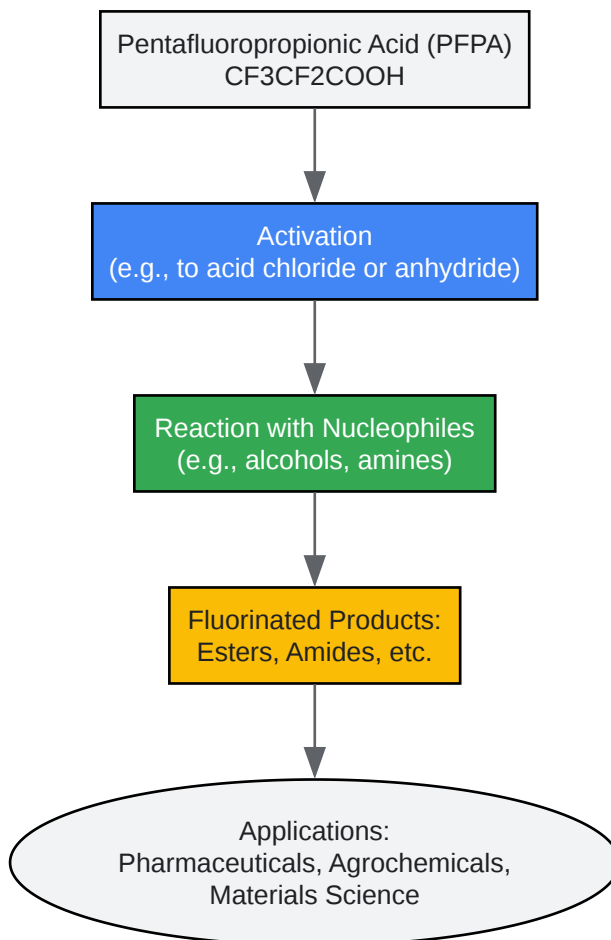 Pentafluoropropionic Acid (PFPA)
CF3CF2COOH
Activation
(e.g., to acid chloride or anhydride)
Reaction with Nucleophiles
(e.g., alcohols, amines)
Fluorinated Products:
Esters, Amides, etc.
Applications:
Pharmaceuticals, Agrochemicals,
Materials Science